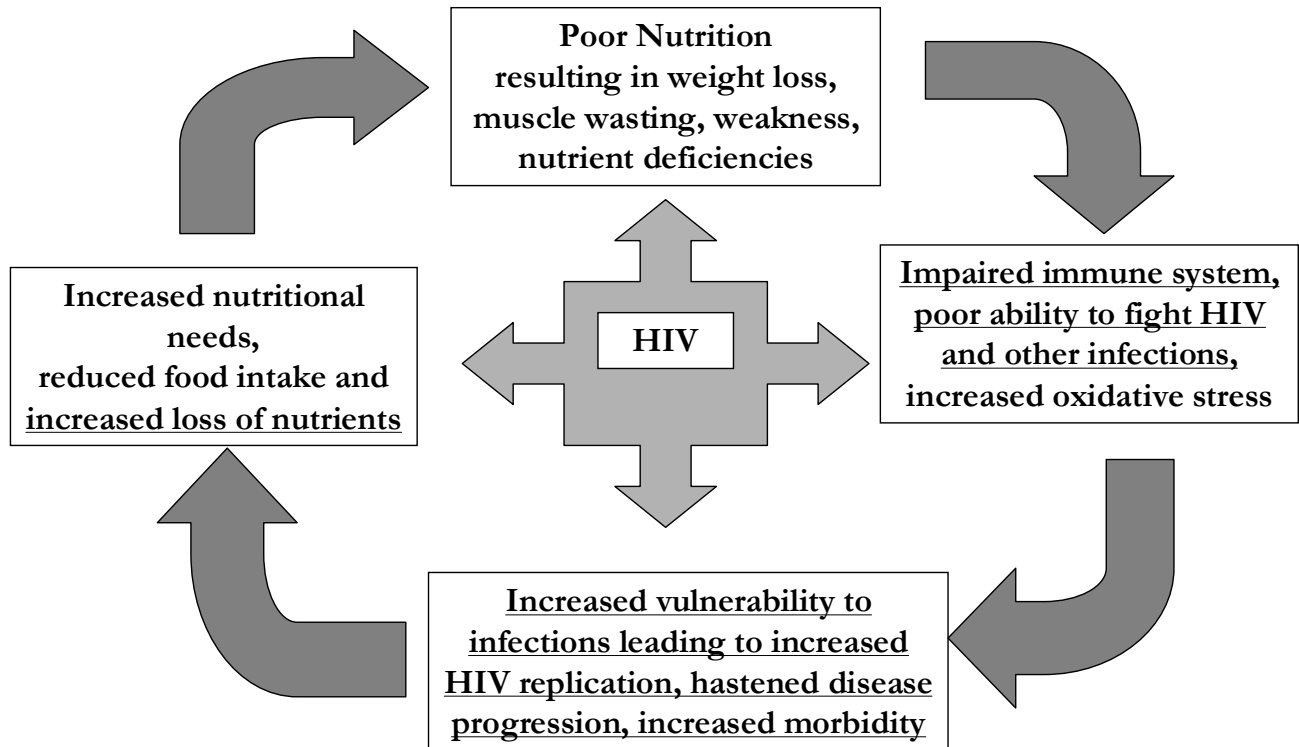 Poor Nutrition
resulting in weight loss,
muscle wasting, weakness,
nutrient deficiencies
Impaired immune system,
poor ability to fight HIV
and other infections,
increased oxidative stress
Increased nutritional
needs,
reduced food intake and
increased loss of nutrients
HIV
Increased vulnerability to
infections leading to increased
HIV replication, hastened disease
progression, increased morbidity